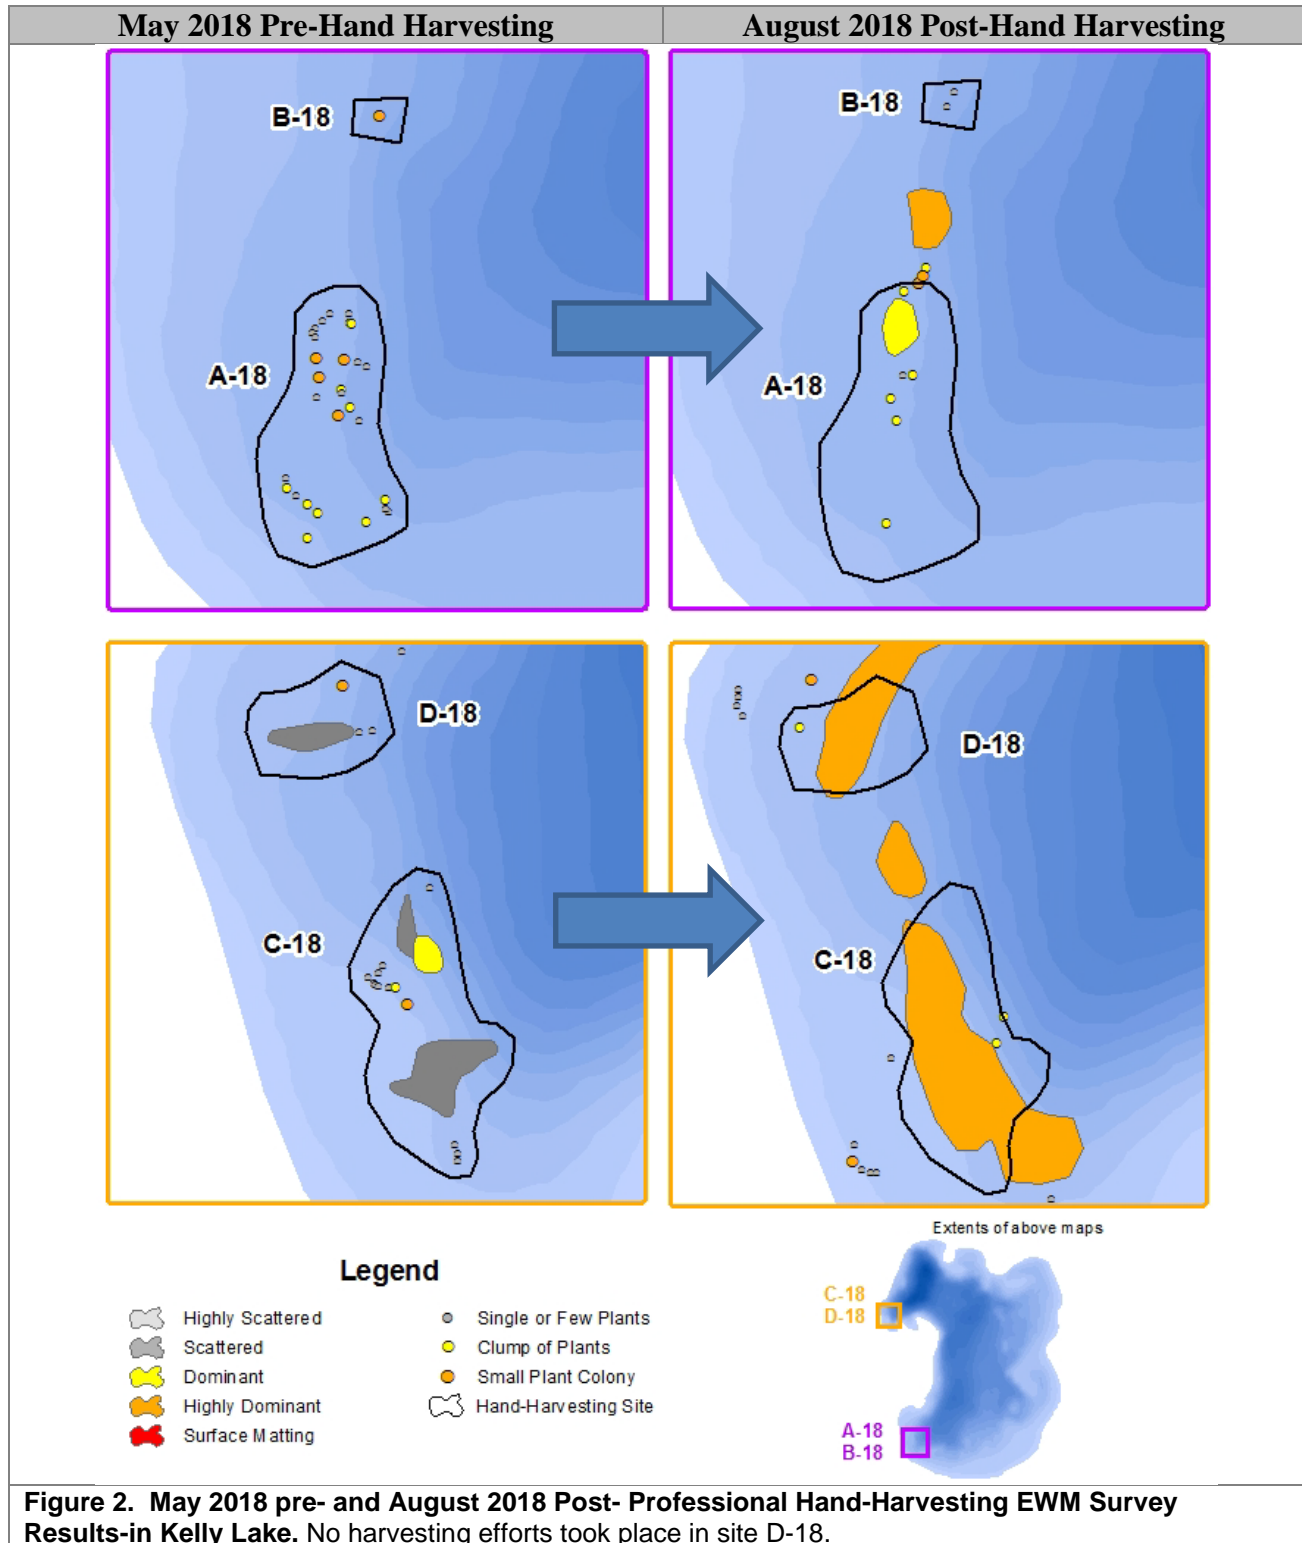 May 2018 Pre-Hand Harvesting
August 2018 Post-Hand Harvesting
B-18
A-18
B-18
A-18
D-18
C-18
D-18
C-18
Legend
Highly Scattered
Scattered
Dominant
Highly Dominant
Surface Matting
Single or Few Plants
Clump of Plants
Small Plant Colony
Hand-Harvesting Site
Extents of above maps
C-18
D-18
A-18
B-18
Figure 2. May 2018 pre- and August 2018 Post- Professional Hand-Harvesting EWM Survey
Results-in Kelly Lake. No harvesting efforts took place in site D-18.